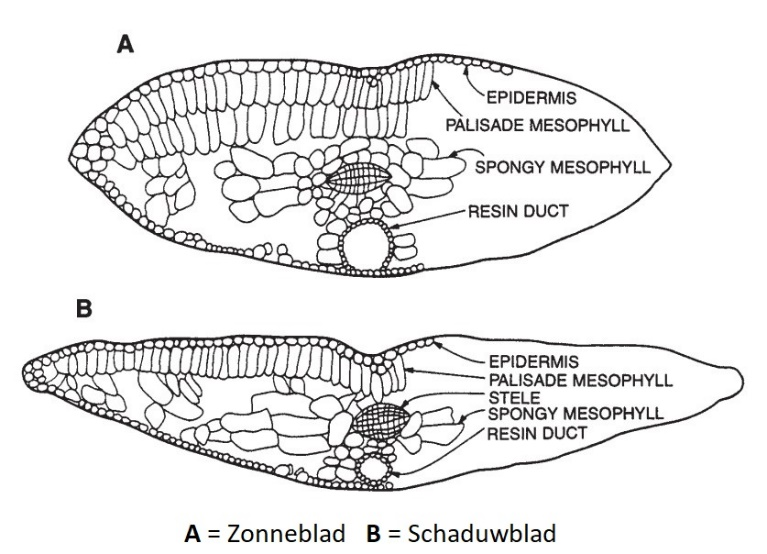 A
EPIDERMIS
PALISADE MESOPHYLL
SPONGY MESOPHYLL
RESIN DUCT
B
EPIDERMIS
PALISADE MESOPHYLL
STELE
SPONGY MESOPHYLL
RESIN DUCT
A = Zonneblad B = Schaduwblad